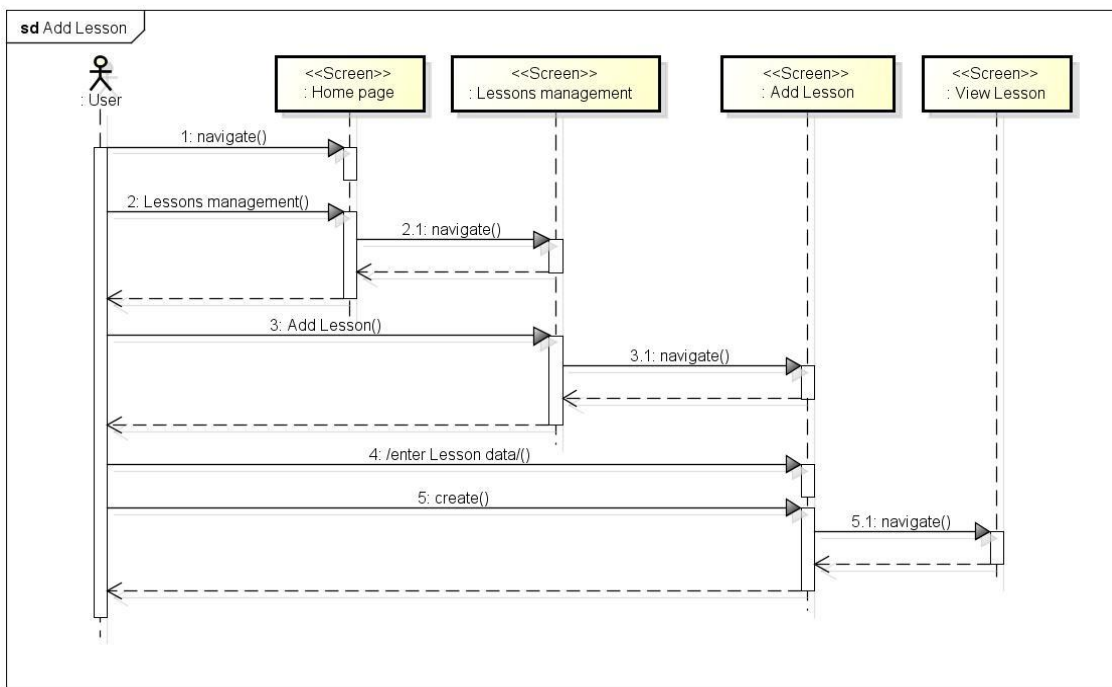 sd Add Lesson
: User
<<Screen>>
: Home page
<<Screen>>
: Lessons management
<<Screen>>
: Add Lesson
<<Screen>>
: View Lesson
1: navigate()
2: Lessons management()
2.1: navigate()
3: Add Lesson()
3.1: navigate()
4: /enter Lesson data/()
5: create()
5.1: navigate()